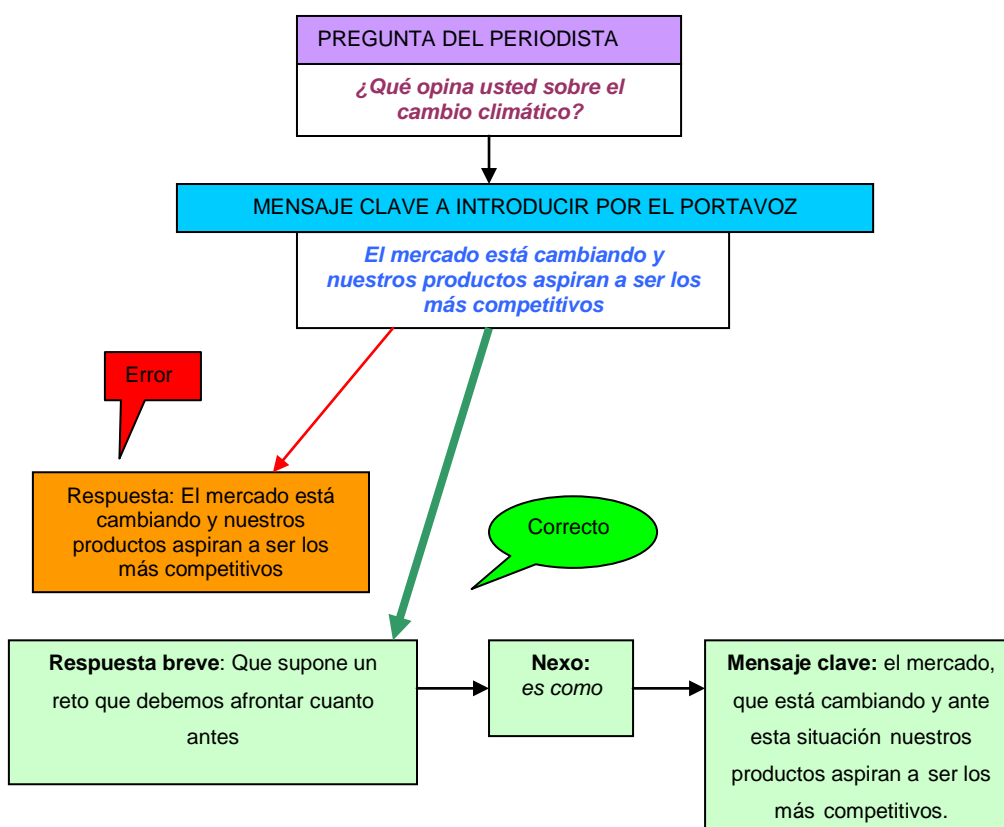 PREGUNTA DEL PERIODISTA
¿Qué opina usted sobre el
cambio climático?
MENSAJE CLAVE A INTRODUCIR POR EL PORTAVOZ
El mercado está cambiando y
nuestros productos aspiran a ser los
más competitivos
Error
Respuesta: El mercado está
cambiando y nuestros
productos aspiran a ser los
más competitivos
Correcto
Respuesta breve: Que supone un
reto que debemos afrontar cuanto
antes
Nexo:
es como
Mensaje clave: el mercado,
que está cambiando y ante
esta situación nuestros
productos aspiran a ser los
más competitivos.